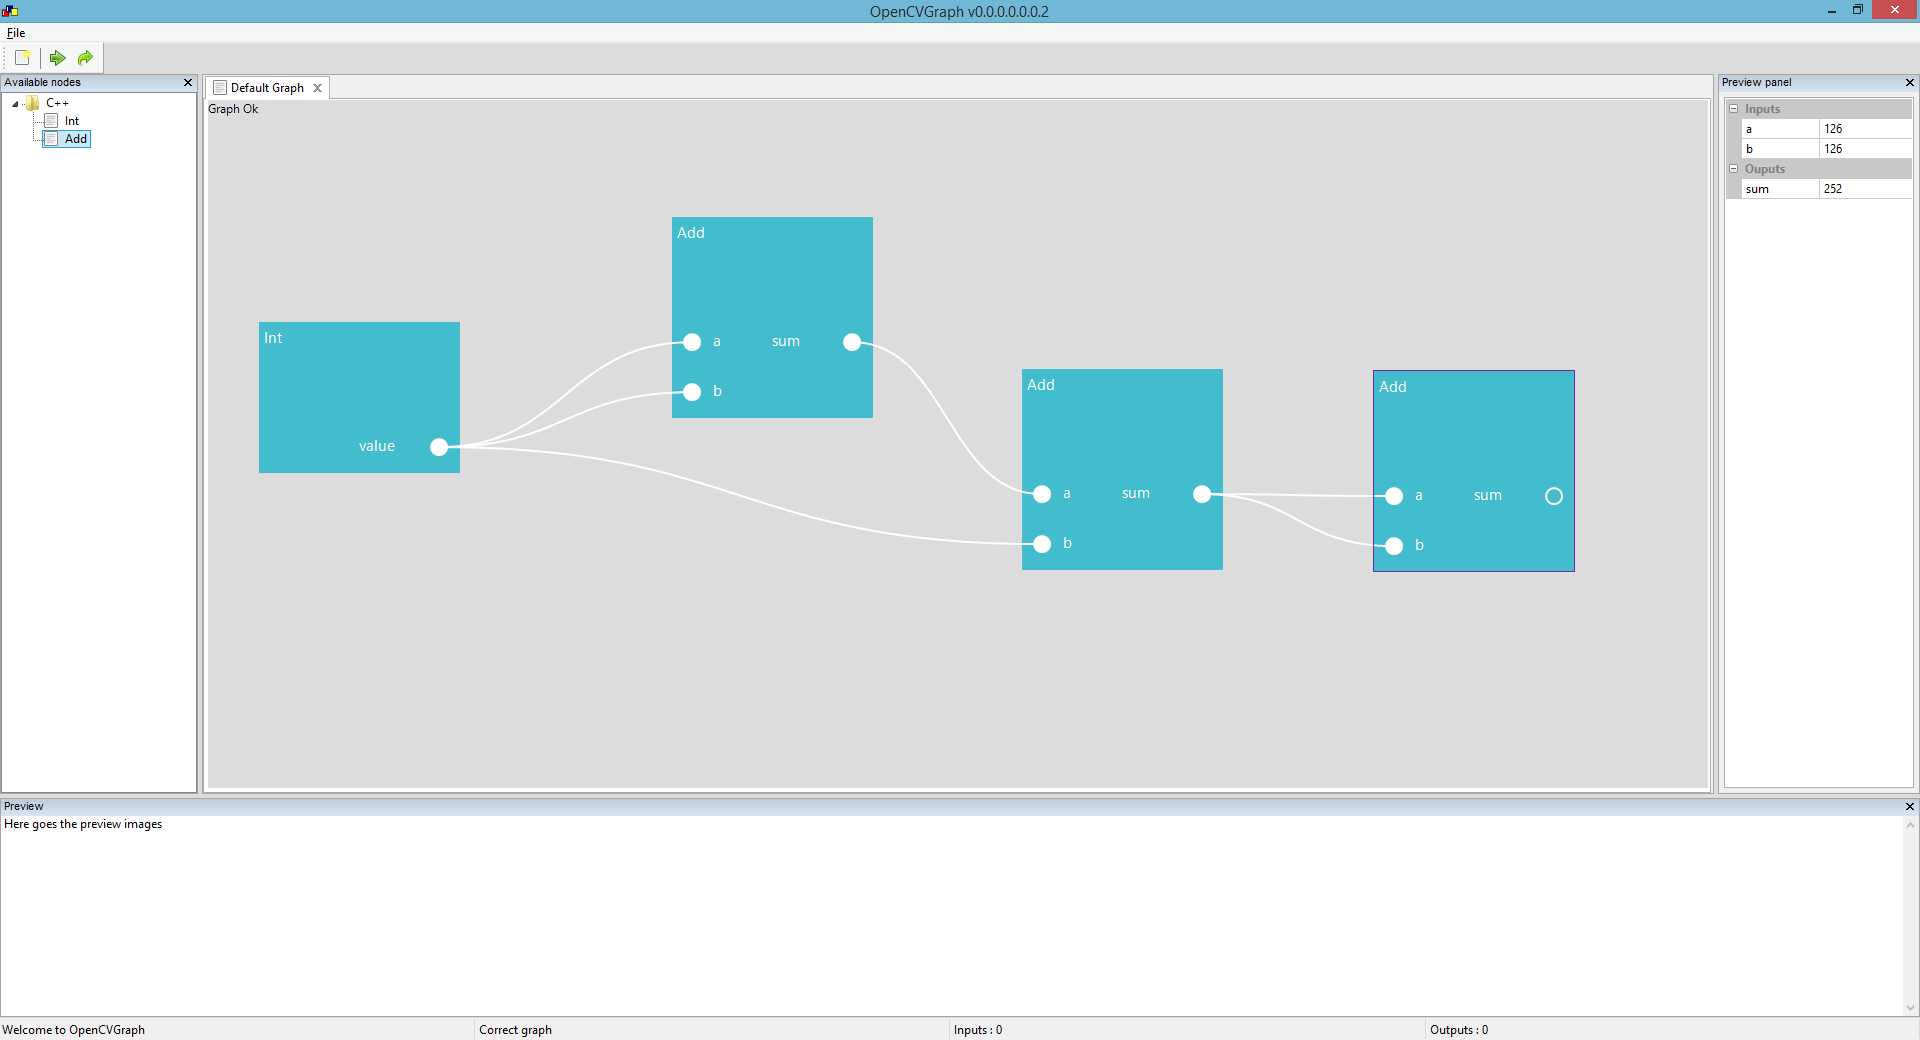 OpenCVGraph v0.0.0.0.0.0.2
File
Available nodes
C++
Int
Add
Default Graph
Graph Ok
Int
value
Add
a sum
b
Add
a sum
b
Add
a sum
b
Preview panel
Inputs
a 126
b 126
Ouputs
sum 252
Preview
Here goes the preview images
Welcome to OpenCVGraph
Correct graph
Inputs : 0
Outputs : 0